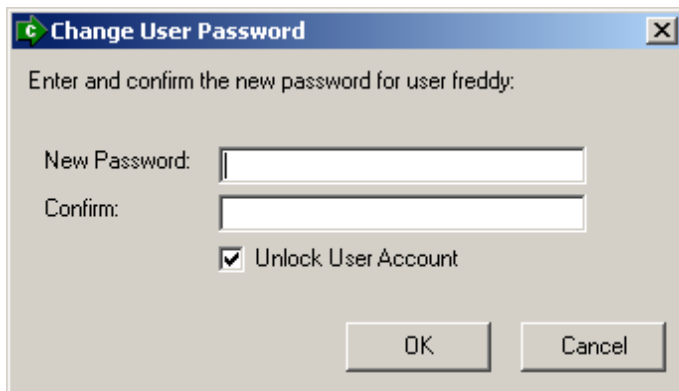 C Change User Password
Enter and confirm the new password for user freddy:
New Password:
Confirm:
Unlock User Account
OK Cancel